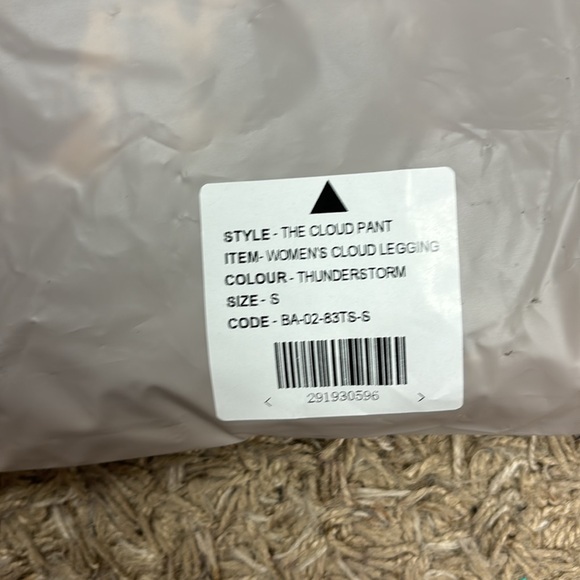 STYLE - THE CLOUD PANT
ITEM- WOMEN'S CLOUD LEGGING
COLOUR - THUNDERSTORM
SIZE - S
CODE - BA-02-83TS-S
< 291930596 >